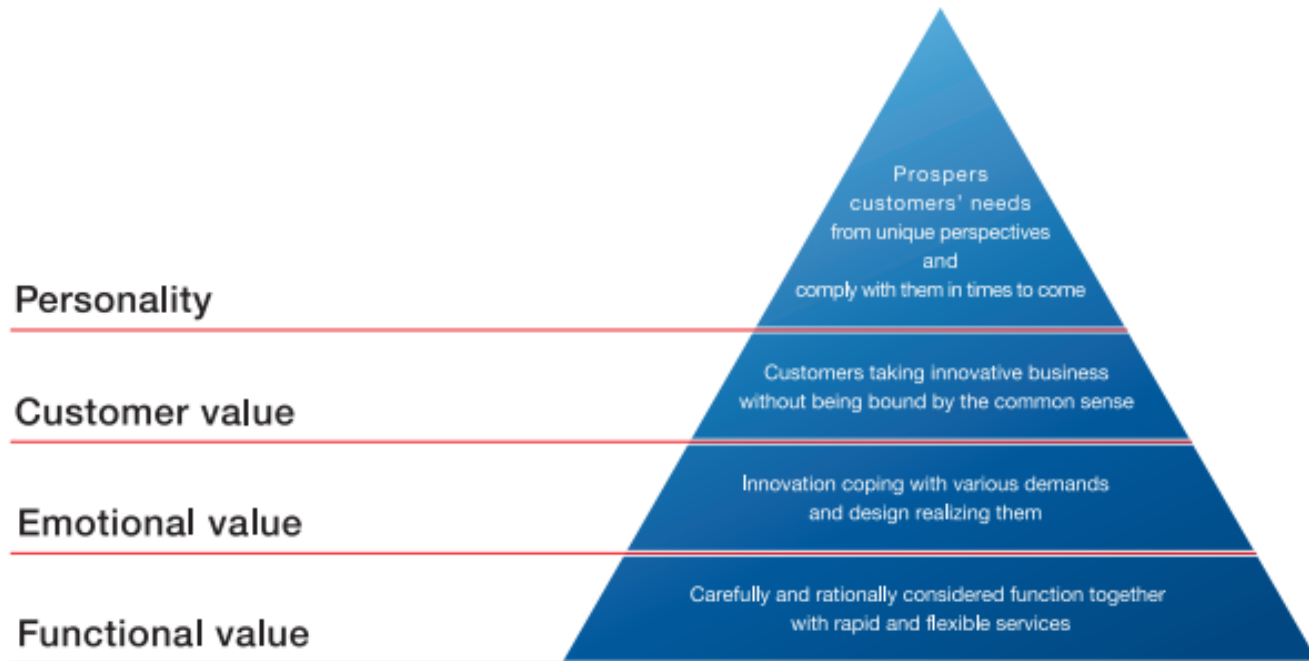 Prospers
customers' needs
from unique perspectives
and
comply with them in times to come
Personality
Customers taking innovative business
without being bound by the common sense
Customer value
Innovation coping with various demands
and design realizing them
Emotional value
Carefully and rationally considered function together
with rapid and flexible services
Functional value